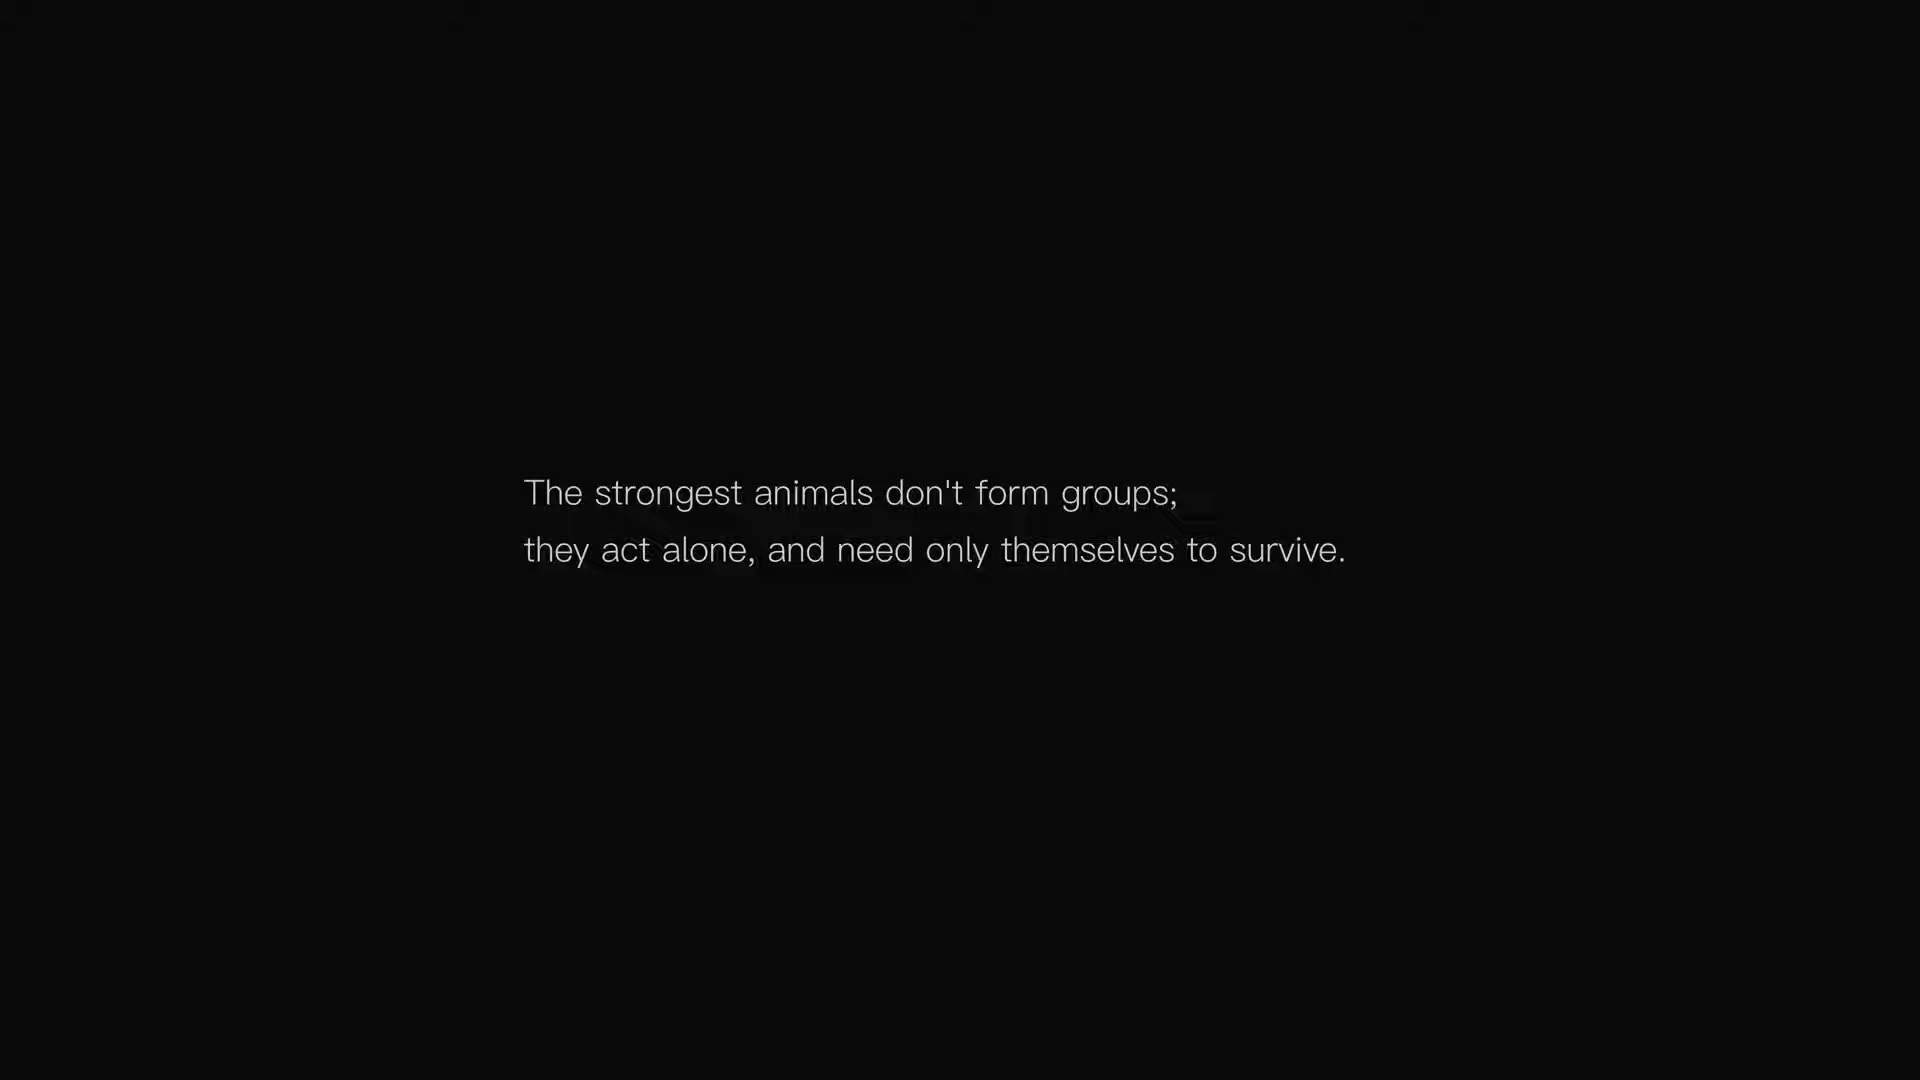 The strongest animals don't form groups;
they act alone, and need only themselves to survive.